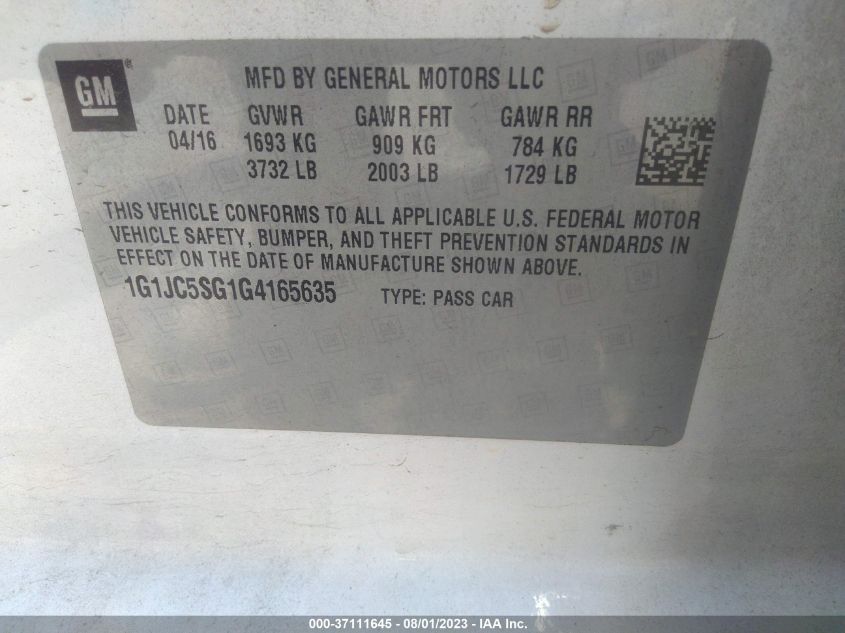 GM ®
MFD BY GENERAL MOTORS LLC
DATE GVWR GAWR FRT GAWR RR
04/16 1693 KG 909 KG 784 KG
3732 LB 2003 LB 1729 LB
THIS VEHICLE CONFORMS TO ALL APPLICABLE U.S. FEDERAL MOTOR
VEHICLE SAFETY, BUMPER, AND THEFT PREVENTION STANDARDS IN
EFFECT ON THE DATE OF MANUFACTURE SHOWN ABOVE.
1G1JC5SG1G4165635 TYPE: PASS CAR
000-37111645 - 08/01/2023 - IAA Inc.